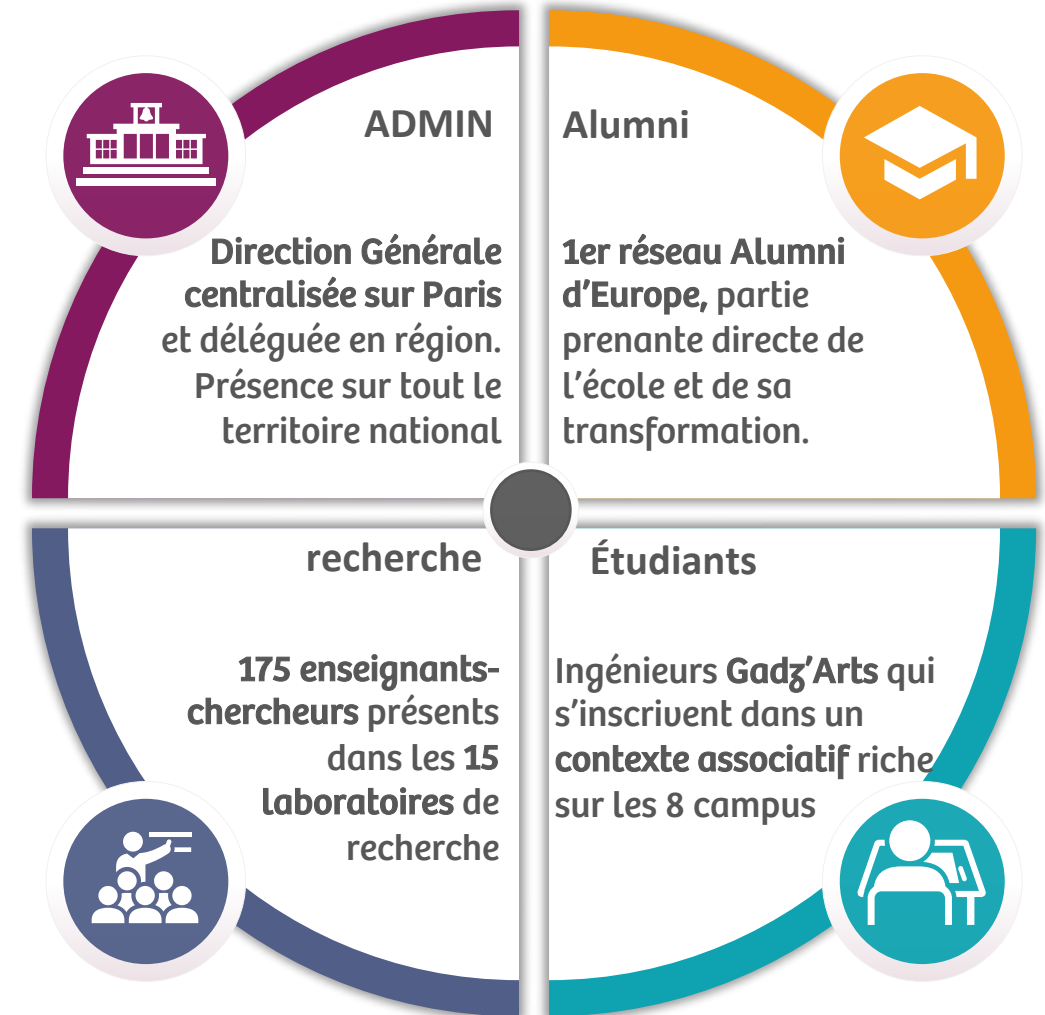 ADMIN
Direction Générale
centralisée sur Paris
et déléguée en région.
Présence sur tout le
territoire national
Alumni
1er réseau Alumni
d’Europe, partie
prenante directe de
l’école et de sa
transformation.
recherche
175 enseignants-
chercheurs présents
dans les 15
laboratoires de
recherche
Étudiants
Ingénieurs Gadz’Arts qui
s’inscrivent dans un
contexte associatif riche
sur les 8 campus